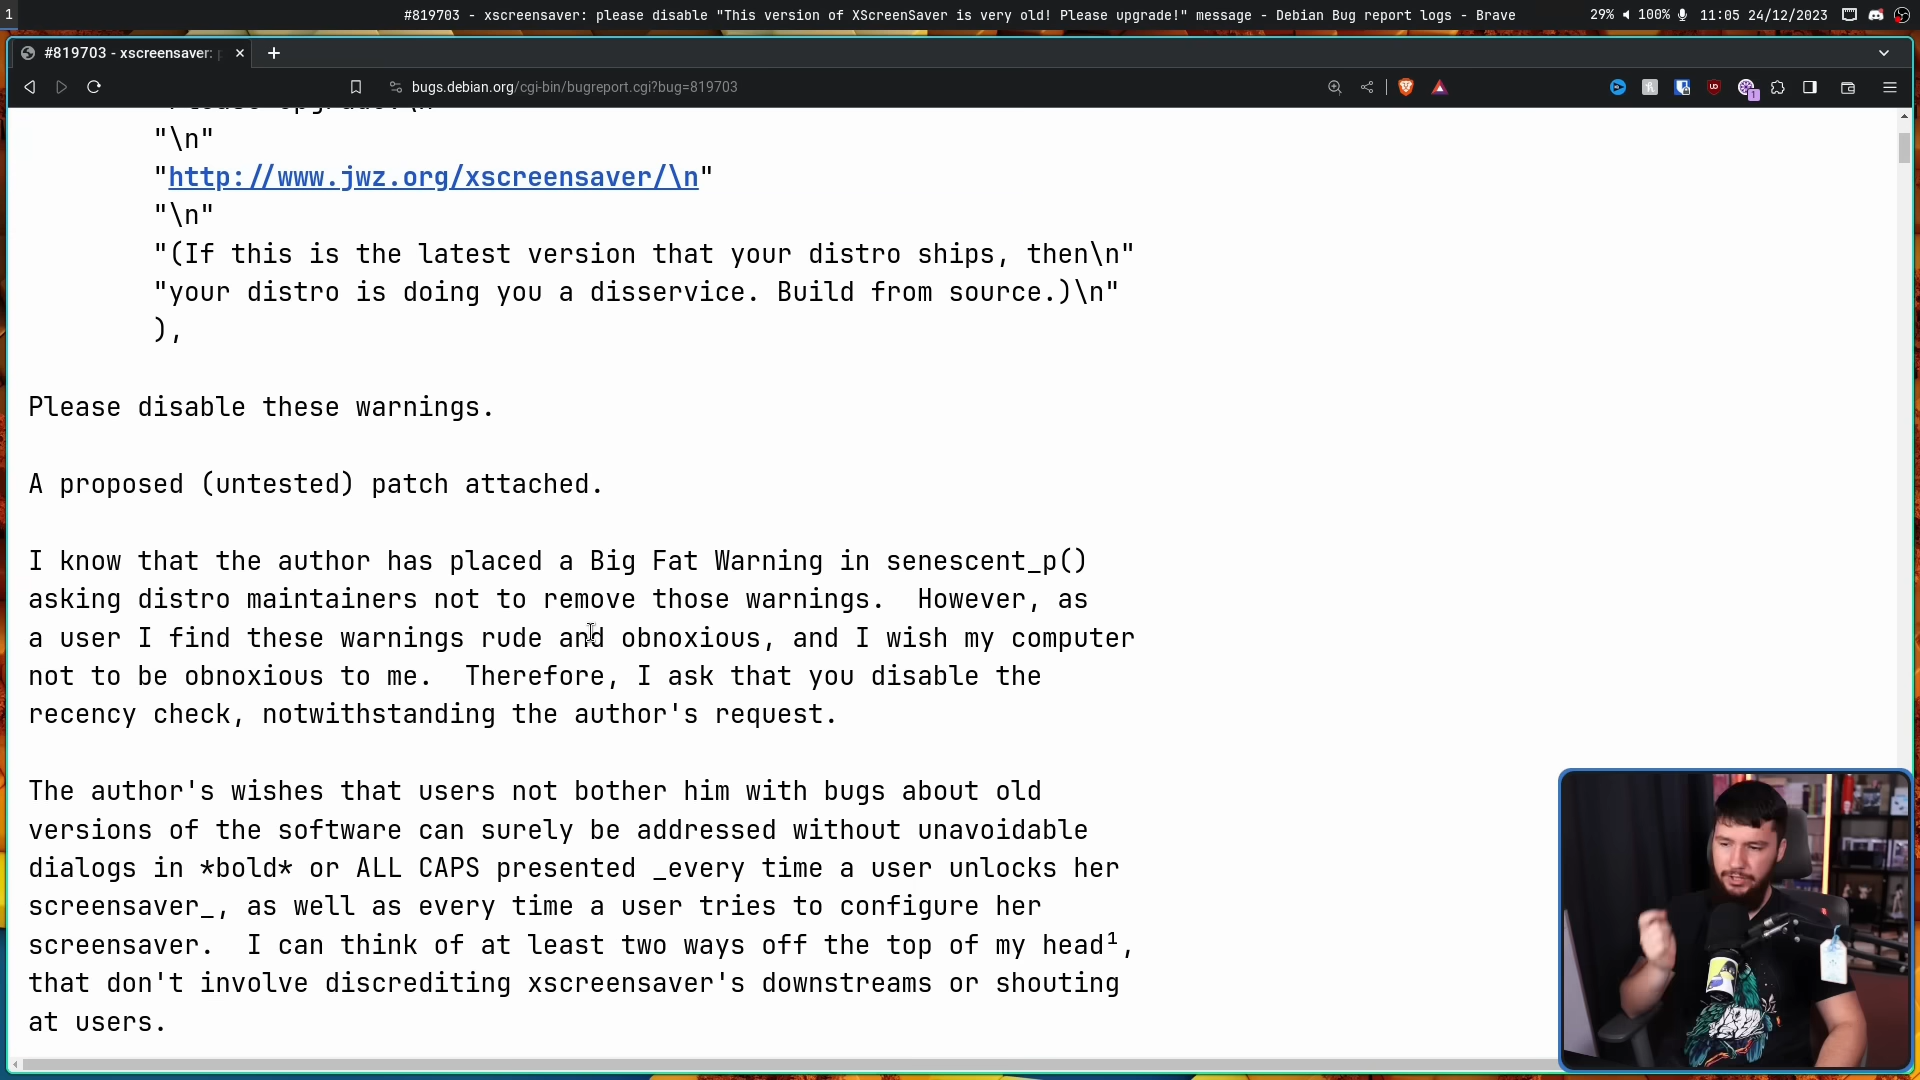 1
#819703 - xscreensaver: please disable "This version of XScreenSaver is very old! Please upgrade!" message - Debian Bug report logs - Brave
29% 100% 11:05 24/12/2023
#819703 - xscreensaver:
bugs.debian.org/cgi-bin/bugreport.cgi?bug=819703
1
"\n"
"http://www.jwz.org/xscreensaver/\n"
"\n"
"(If this is the latest version that your distro ships, then\n"
"your distro is doing you a disservice. Build from source.)\n"
),
Please disable these warnings.
A proposed (untested) patch attached.
I know that the author has placed a Big Fat Warning in senescent_p()
asking distro maintainers not to remove those warnings.  However, as
a user I find these warnings rude and obnoxious, and I wish my computer
not to be obnoxious to me.  Therefore, I ask that you disable the
recency check, notwithstanding the author's request.
The author's wishes that users not bother him with bugs about old
versions of the software can surely be addressed without unavoidable
dialogs in *bold* or ALL CAPS presented _every time a user unlocks her
screensaver_, as well as every time a user tries to configure her
screensaver.  I can think of at least two ways off the top of my head¹,
that don't involve discrediting xscreensaver's downstreams or shouting
at users.